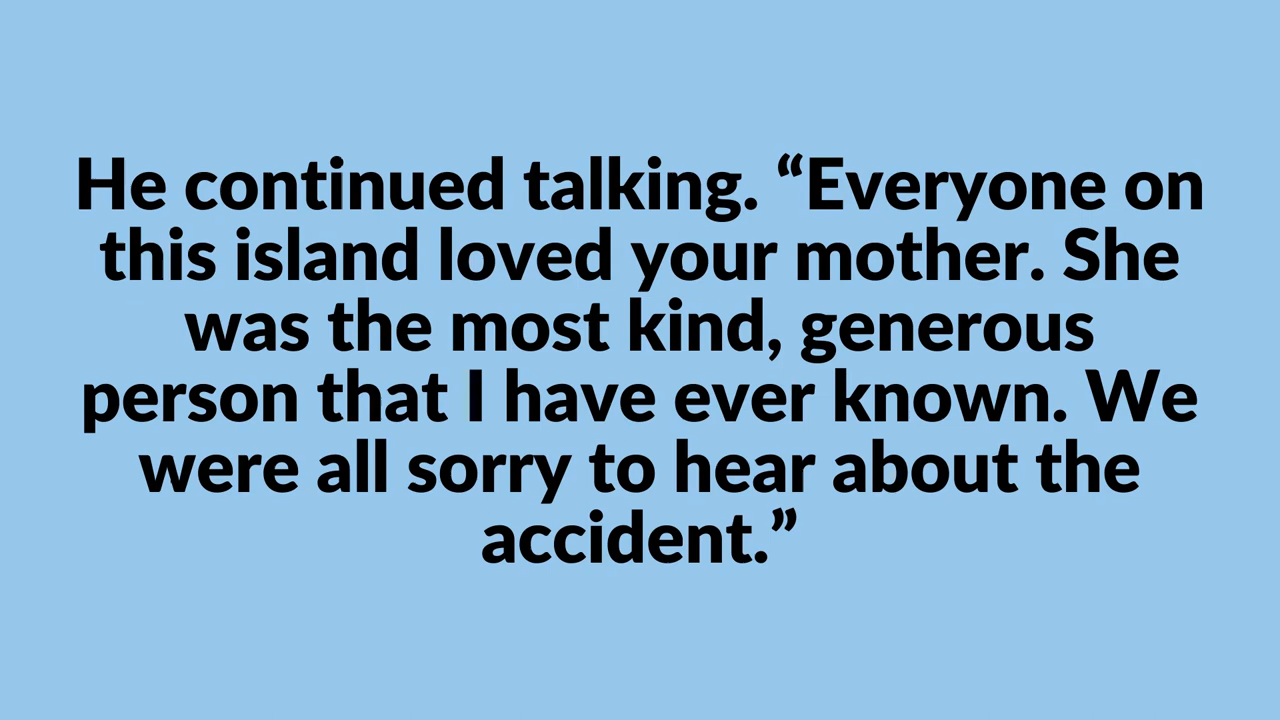 He continued talking. “Everyone on
this island loved your mother. She
was the most kind, generous
person that I have ever known. We
were all sorry to hear about the
accident.”